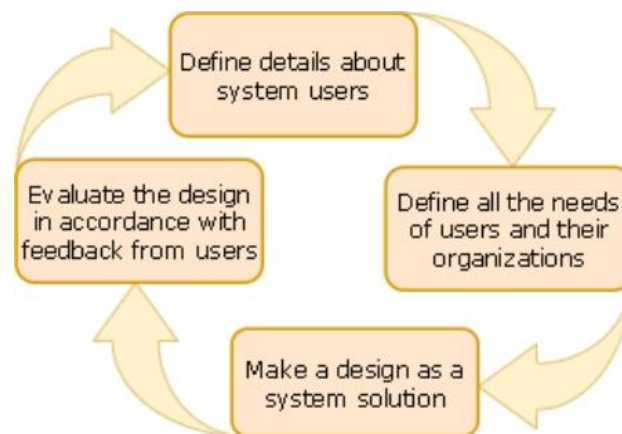 Define details about
system users
Define all the needs
of users and their
organizations
Make a design as a
system solution
Evaluate the design
in accordance with
feedback from users